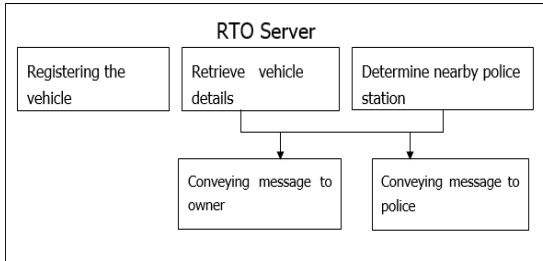 RTO Server
Registering the
vehicle
Retrieve vehicle
details
Determine nearby police
station
Conveying message to
owner
Conveying message to
police